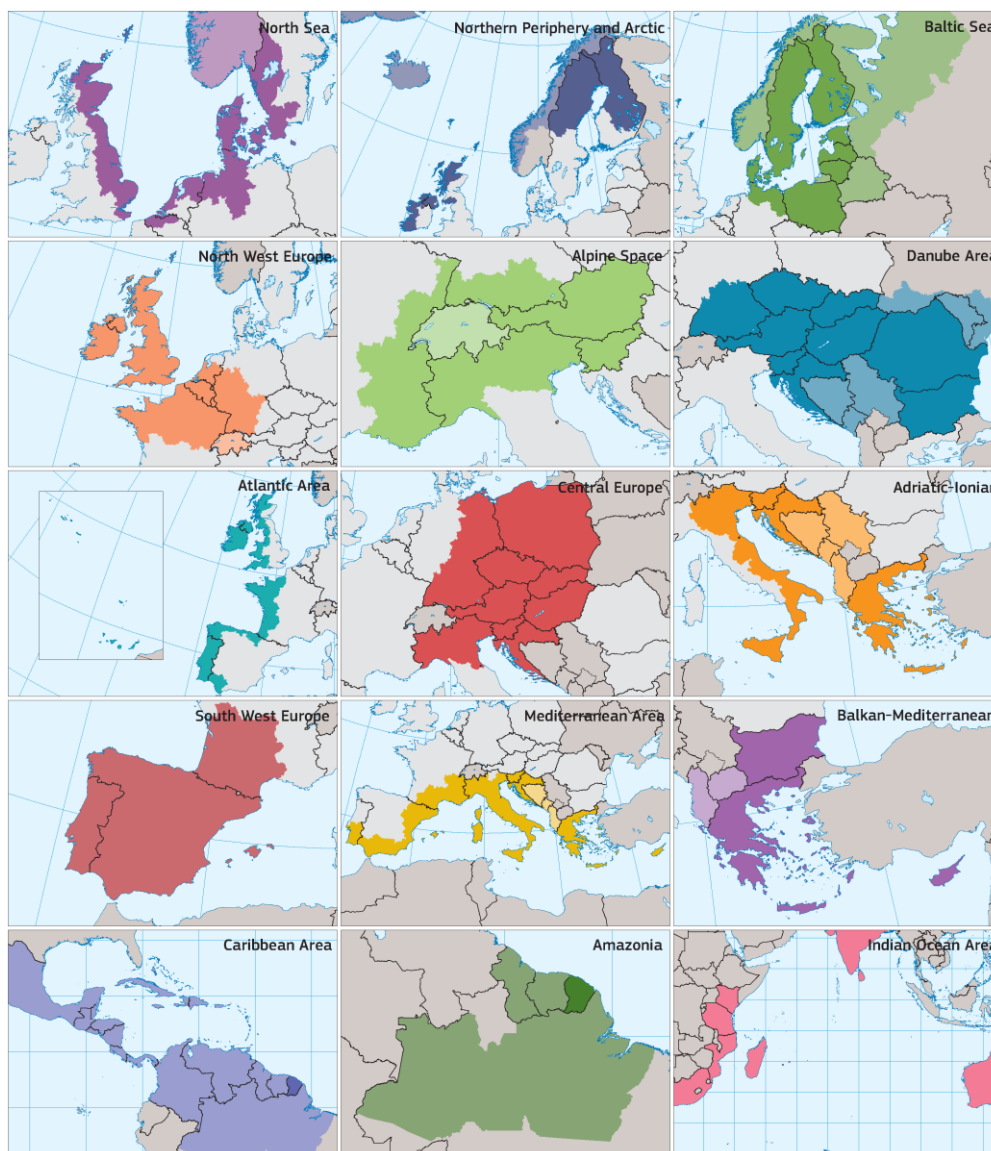 North Sea
Northern Periphery and Arctic
Baltic Sea
North West Europe
Alpine Space
Danube Area
Atlantic Area
Central Europe
Adriatic-Ionian
South West Europe
Mediterranean Area
Balkan-Mediterranean
Caribbean Area
Amazonia
Indian Ocean Area